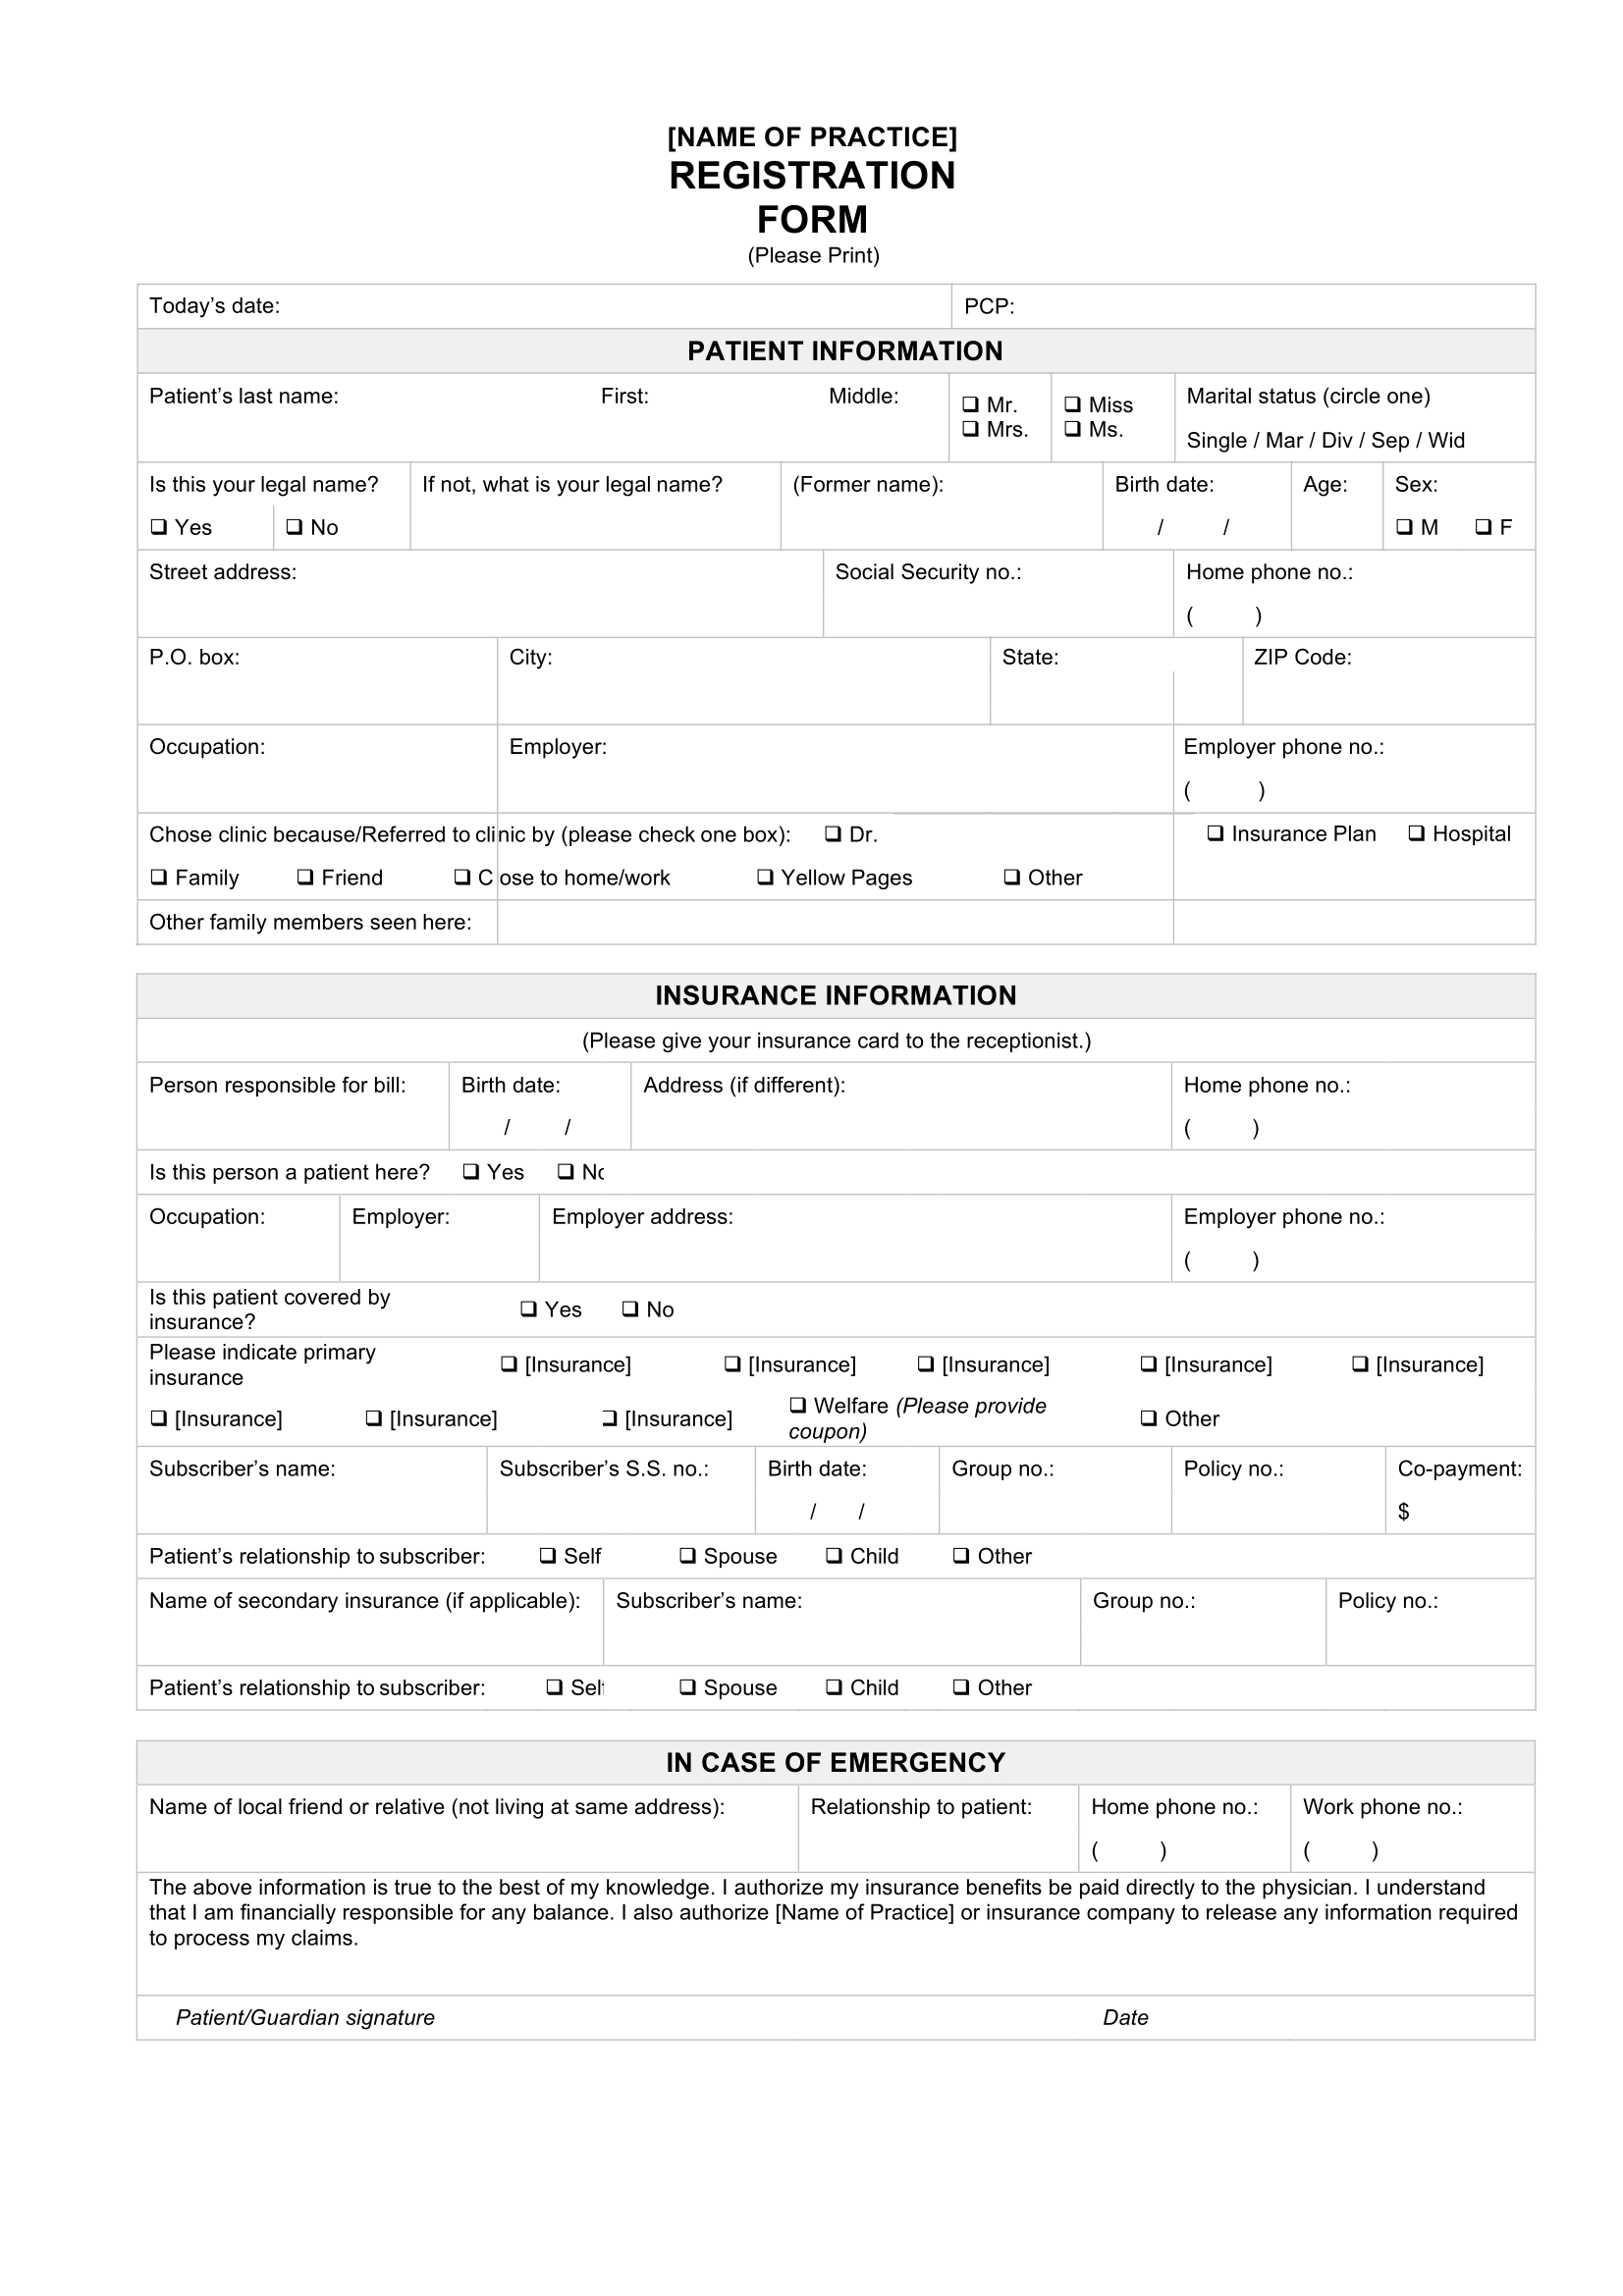 [NAME OF PRACTICE]
REGISTRATION
FORM
(Please Print)
Today’s date: PCP:
PATIENT INFORMATION
Patient’s last name: First: Middle: ❏ Mr. ❏ Miss Marital status (circle one)
❏ Mrs. ❏ Ms. Single / Mar / Div / Sep / Wid
Is this your legal name? If not, what is your legal name? (Former name): Birth date: Age: Sex:
❏ Yes ❏ No / / ❏ M ❏ F
Street address: Social Security no.: Home phone no.:
( )
P.O. box: City: State: ZIP Code:
Occupation: Employer: Employer phone no.:
( )
Chose clinic because/Referred to clinic by (please check one box): ❏ Dr. ❏ Insurance Plan ❏ Hospital
❏ Family ❏ Friend ❏ Close to home/work ❏ Yellow Pages ❏ Other
Other family members seen here:
INSURANCE INFORMATION
(Please give your insurance card to the receptionist.)
Person responsible for bill: Birth date: Address (if different): Home phone no.:
/ / ( )
Is this person a patient here? ❏ Yes ❏ No
Occupation: Employer: Employer address: Employer phone no.:
( )
Is this patient covered by
insurance? ❏ Yes ❏ No
Please indicate primary
insurance ❏ [Insurance] ❏ [Insurance] ❏ [Insurance] ❏ [Insurance] ❏ [Insurance]
❏ [Insurance] ❏ [Insurance] ❏ [Insurance] ❏ Welfare (Please provide
coupon) ❏ Other
Subscriber’s name: Subscriber’s S.S. no.: Birth date: Group no.: Policy no.: Co-payment:
/ / $
Patient’s relationship to subscriber: ❏ Self ❏ Spouse ❏ Child ❏ Other
Name of secondary insurance (if applicable): Subscriber’s name: Group no.: Policy no.:
Patient’s relationship to subscriber: ❏ Self ❏ Spouse ❏ Child ❏ Other
IN CASE OF EMERGENCY
Name of local friend or relative (not living at same address): Relationship to patient: Home phone no.: Work phone no.:
( ) ( )
The above information is true to the best of my knowledge. I authorize my insurance benefits be paid directly to the physician. I understand
that I am financially responsible for any balance. I also authorize [Name of Practice] or insurance company to release any information required
to process my claims.
Patient/Guardian signature Date